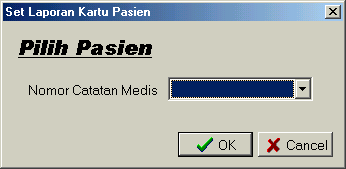 Set Laporan Kartu Pasien
Pilih Pasien
Nomor Catatan Medis
OK Cancel